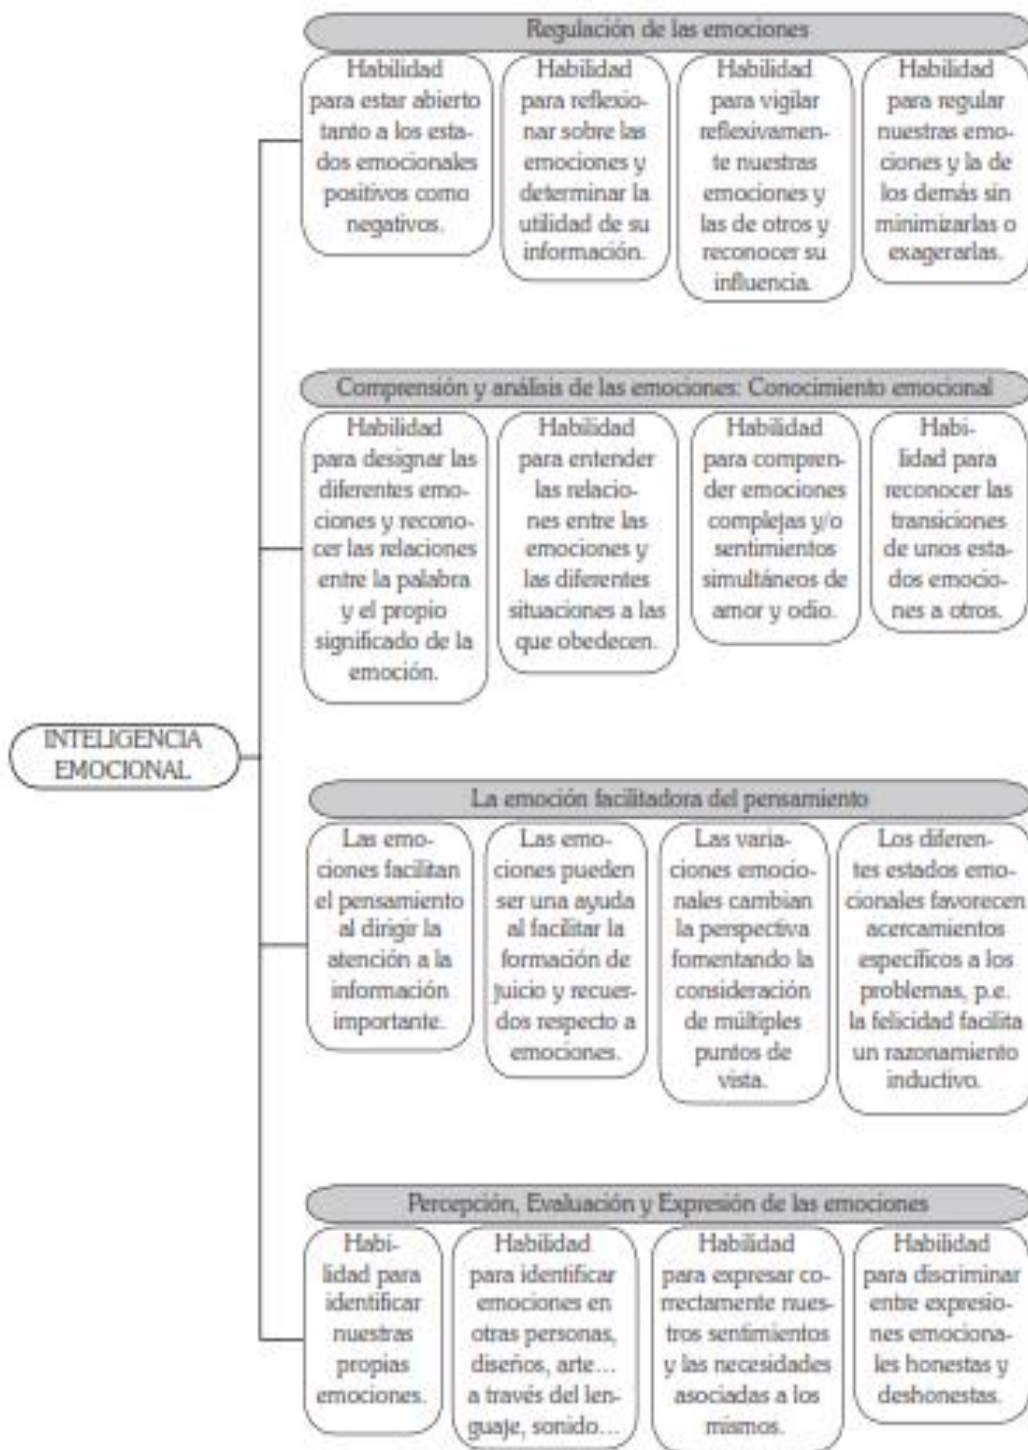 Regulación de las emociones
Habilidad
para estar abierto
tanto a los esta-
dos emocionales
positivos como
negativos.
Habilidad
para reflexio-
nar sobre las
emociones y
determinar la
utilidad de su
información.
Habilidad
para vigilar
reflexivamen-
te nuestras
emociones y
las de otros y
reconocer su
influencia.
Habilidad
para regular
nuestras emo-
ciones y la de
los demás sin
minimizarlas o
exagerarlas.
Comprensión y análisis de las emociones: Conocimiento emocional
Habilidad
para designar las
diferentes emo-
ciones y recono-
cer las relaciones
entre la palabra
y el propio
significado de la
emoción.
Habilidad
para entender
las relacio-
nes entre las
emociones y
las diferentes
situaciones a las
que obedecen.
Habilidad
para compren-
der emociones
complejas y/o
sentimientos
simultáneos de
amor y odio.
Habi-
lidad para
reconocer las
transiciones
de unos esta-
dos emocio-
nes a otros.
INTELIGENCIA
EMOCIONAL
La emoción facilitadora del pensamiento
Las emo-
ciones facilitan
el pensamiento
al dirigir la
atención a la
información
importante.
Las emo-
ciones pueden
ser una ayuda
al facilitar la
formación de
juicio y recuer-
dos respecto a
emociones.
Las varia-
ciones emocio-
nales cambian
la perspectiva
fomentando la
consideración
de múltiples
puntos de
vista.
Los diferen-
tes estados emo-
cionales favorecen
acercamientos
específicos a los
problemas, p.e.
la felicidad facilita
un razonamiento
inductivo.
Percepción, Evaluación y Expresión de las emociones
Habi-
lidad para
identificar
nuestras
propias
emociones.
Habilidad
para identificar
emociones en
otras personas,
diseños, arte...
a través del len-
guaje, sonido...
Habilidad
para expresar co-
rrectamente nues-
tros sentimientos
y las necesidades
asociadas a los
mismos.
Habilidad
para discriminar
entre expresio-
nes emociona-
les honestas y
deshonestas.